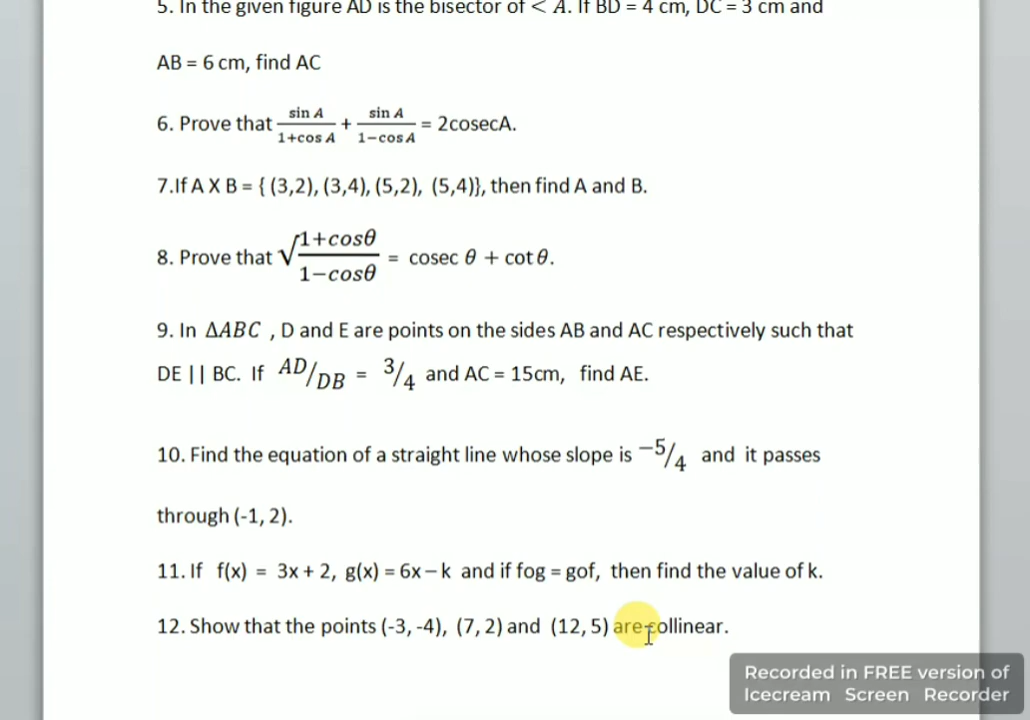 5. In the given figure AD is the bisector of < A. If BD = 4 cm, DC = 3 cm and
AB = 6 cm, find AC
6. Prove that \frac{sin A}{1+cos A} + \frac{sin A}{1−cos A} = 2cosecA.
7.If A X B = { (3,2), (3,4), (5,2), (5,4)}, then find A and B.
8. Prove that √\frac{1+cosθ}{1−cosθ} = cosec θ + cot θ.
9. In ΔABC , D and E are points on the sides AB and AC respectively such that
DE || BC. If AD/DB = 3/4 and AC = 15cm, find AE.
10. Find the equation of a straight line whose slope is −5/4 and it passes
through (-1, 2).
11. If f(x) = 3x + 2, g(x) = 6x – k and if fog = gof, then find the value of k.
12. Show that the points (-3, -4), (7, 2) and (12, 5) are collinear.
Recorded in FREE version of
Icecream Screen Recorder